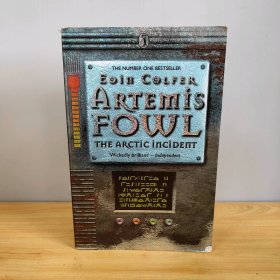 THE NUMBER ONE BESTSELLER
EOIN COLFER
ARTEMIS
FOWL
THE ARCTIC INCIDENT
'Wickedly brilliant' – Independent